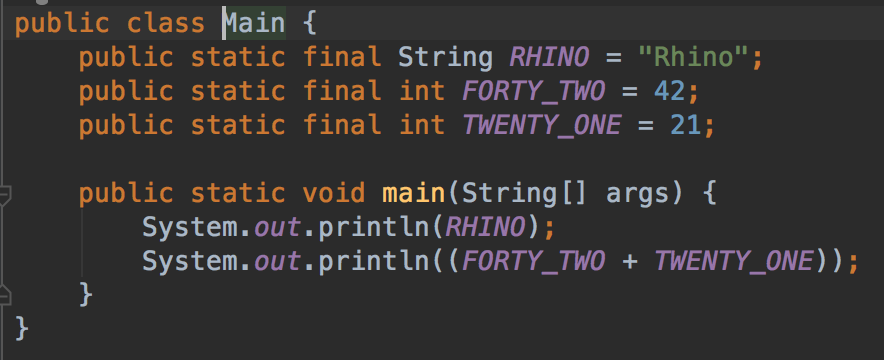 public class Main {
    public static final String RHINO = "Rhino";
    public static final int FORTY_TWO = 42;
    public static final int TWENTY_ONE = 21;

    public static void main(String[] args) {
        System.out.println(RHINO);
        System.out.println((FORTY_TWO + TWENTY_ONE));
    }
}